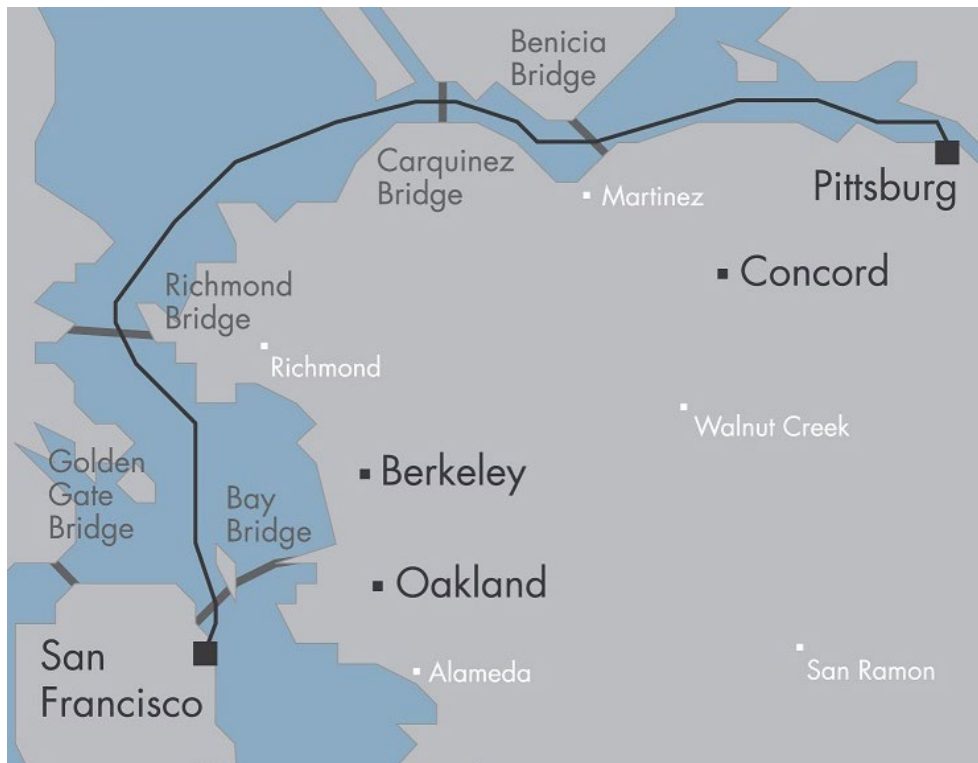 Benicia
Bridge
Carquinez
Bridge
Martinez
Pittsburg
Concord
Richmond
Bridge
Richmond
Walnut Creek
Golden
Gate
Bridge
Berkeley
Bay
Bridge
Oakland
San
Francisco
Alameda
San Ramon